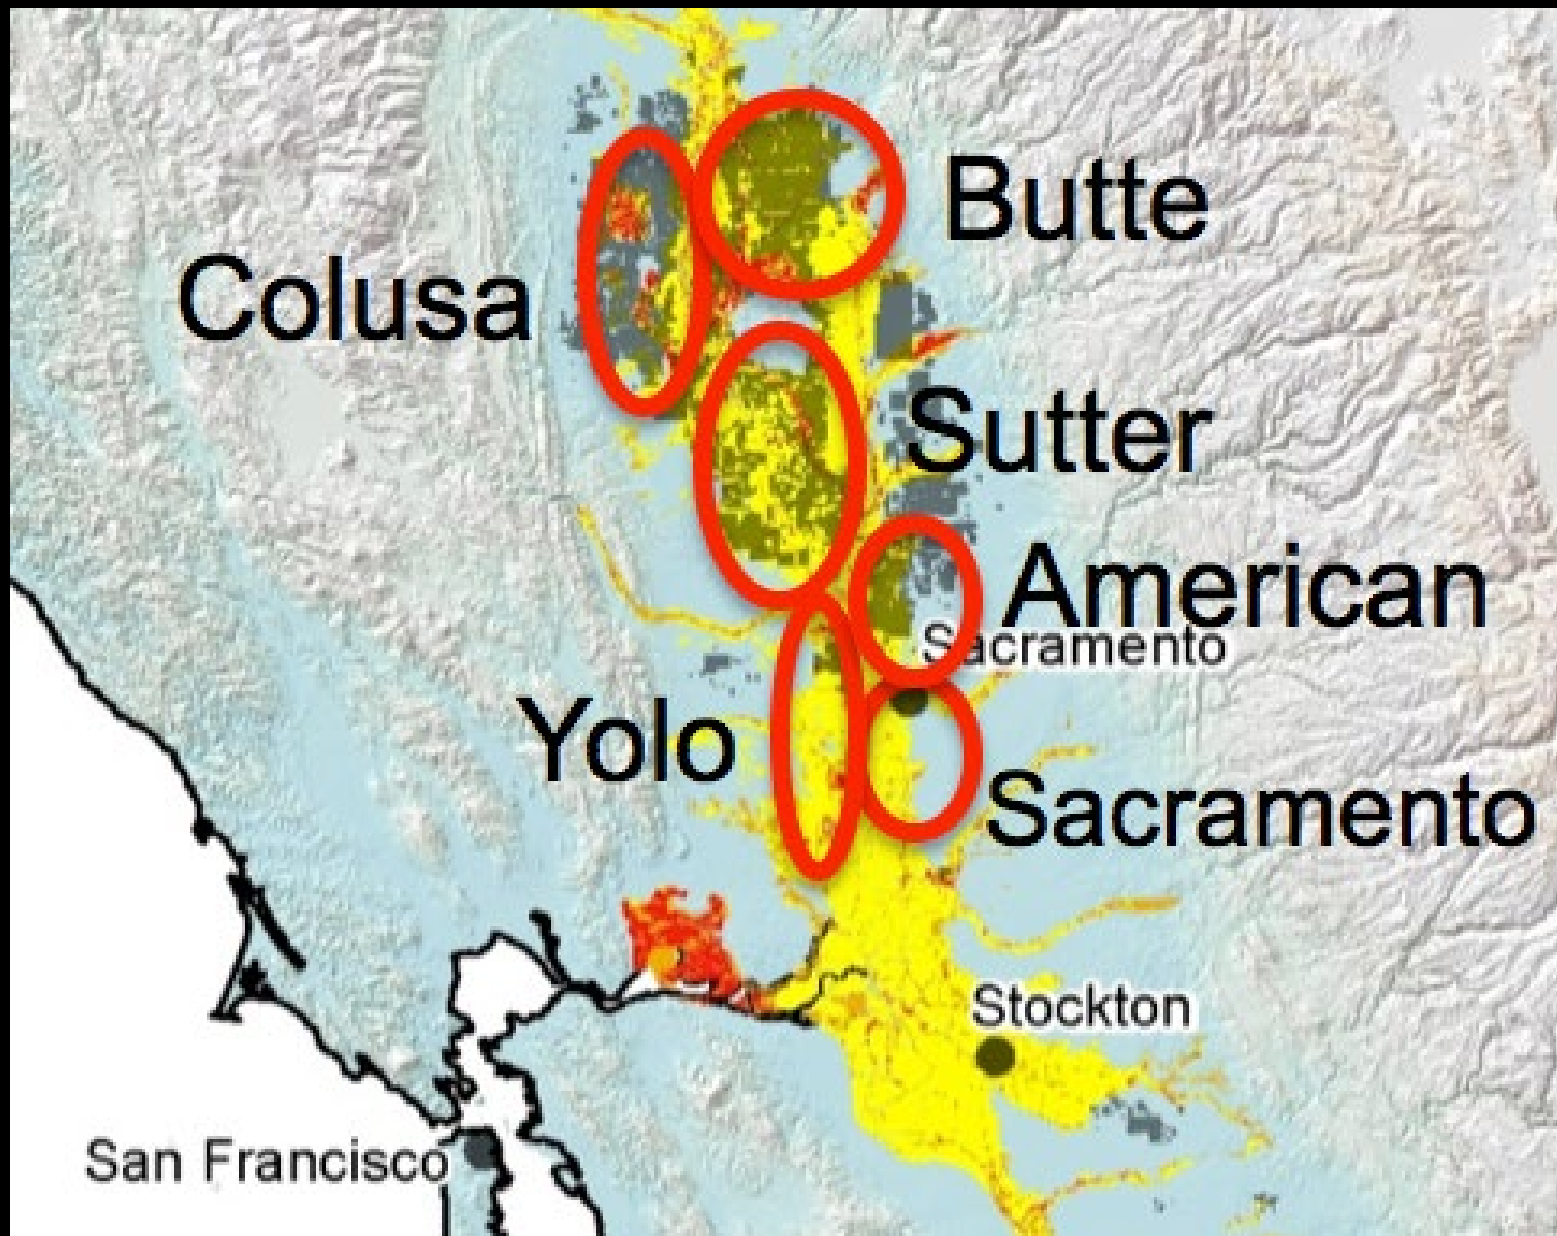 Butte
Colusa
Sutter
American
Sacramento
Yolo
Sacramento
Stockton
San Francisco